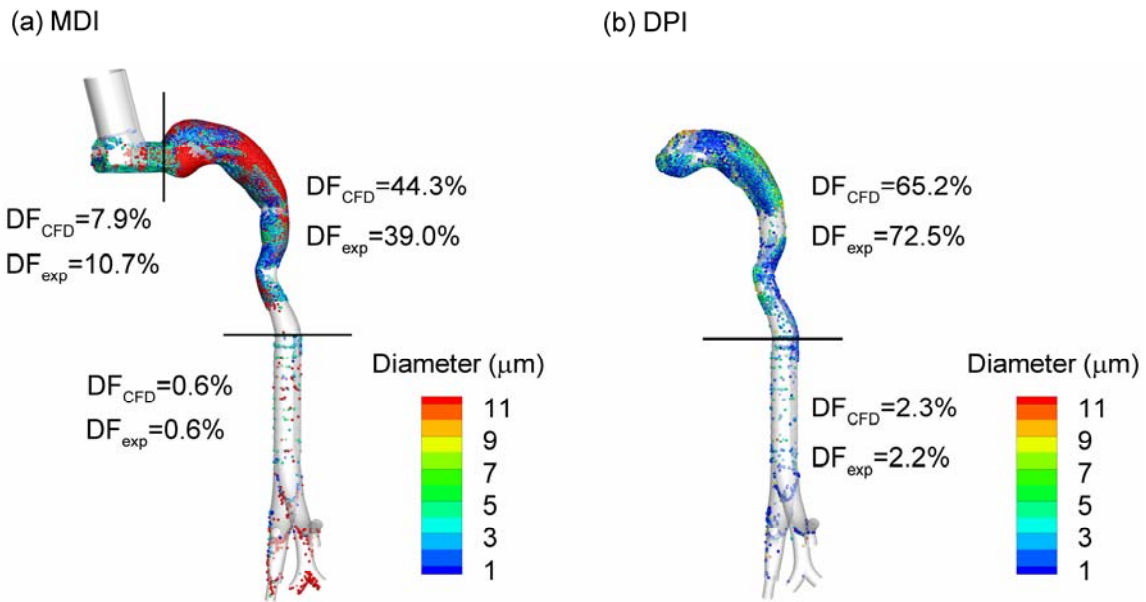 (a) MDI
DF_CFD=7.9%
DF_exp=10.7%
DF_CFD=44.3%
DF_exp=39.0%
DF_CFD=0.6%
DF_exp=0.6%
Diameter (μm)
11
9
7
5
3
1
(b) DPI
DF_CFD=65.2%
DF_exp=72.5%
DF_CFD=2.3%
DF_exp=2.2%
Diameter (μm)
11
9
7
5
3
1